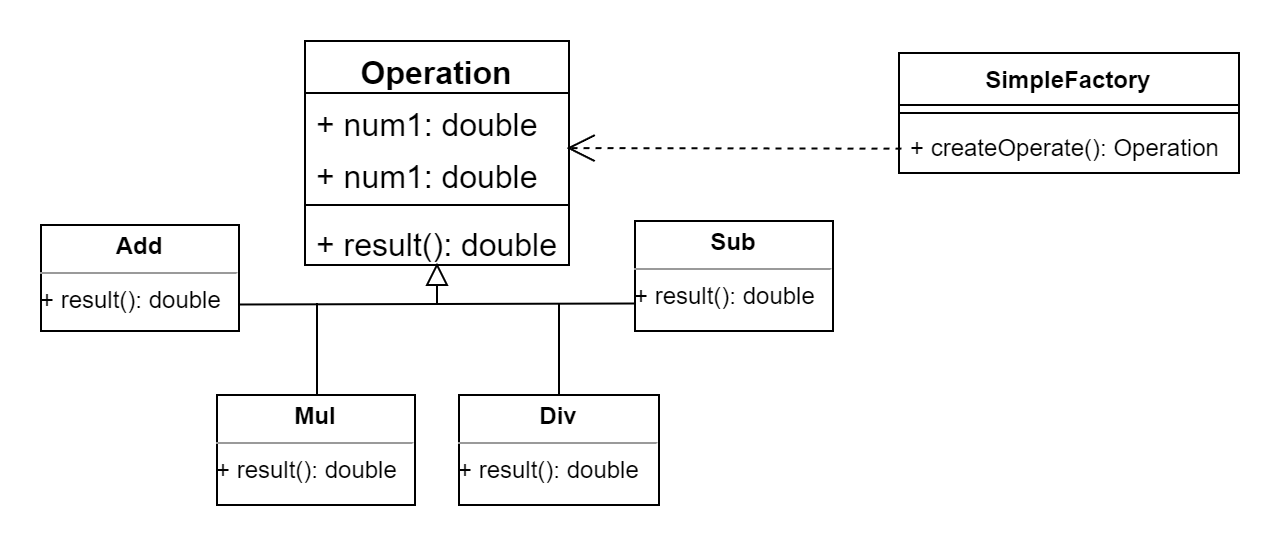 Operation
+ num1: double
+ num1: double
+ result(): double
SimpleFactory
+ createOperate(): Operation
Add
+ result(): double
Sub
+ result(): double
Mul
+ result(): double
Div
+ result(): double